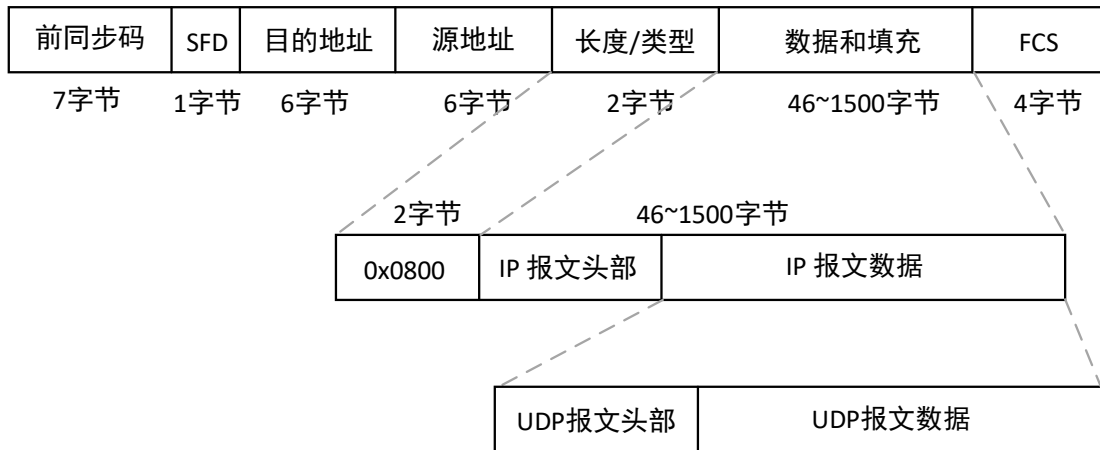 前同步码 SFD 目的地址 源地址 长度/类型 数据和填充 FCS
7字节 1字节 6字节 6字节 2字节 46~1500字节 4字节
2字节 46~1500字节
0x0800 IP 报文头部 IP 报文数据
UDP报文头部 UDP报文数据